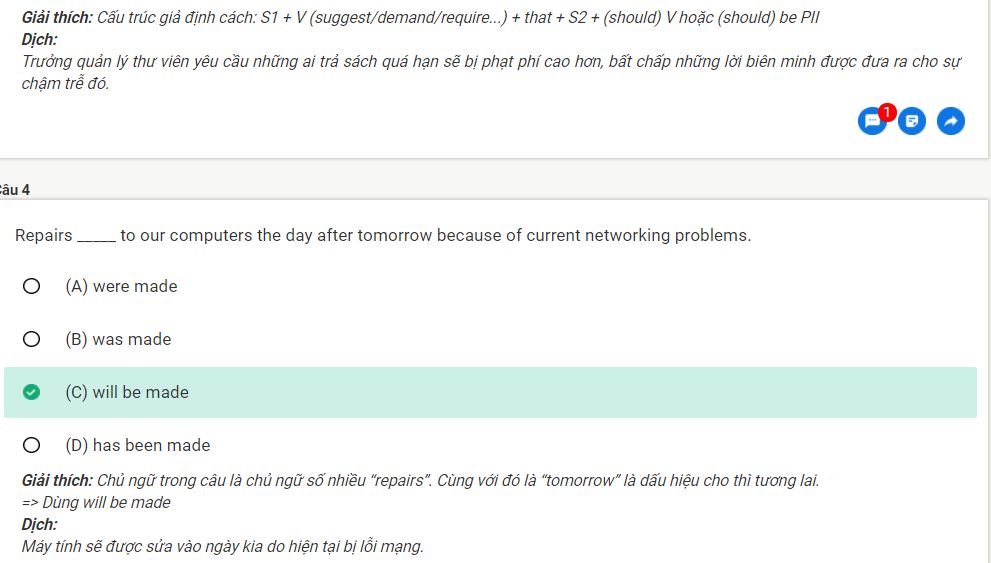 Giải thích: Cấu trúc giả định cách: S1 + V (suggest/demand/require...) + that + S2 + (should) V hoặc (should) be PII
Dịch:
Trưởng quản lý thư viên yêu cầu những ai trả sách quá hạn sẽ bị phạt phí cao hơn, bất chấp những lời biên minh được đưa ra cho sự
chậm trễ đó.
1
Câu 4
Repairs _____ to our computers the day after tomorrow because of current networking problems.
(A) were made
(B) was made
(C) will be made
(D) has been made
Giải thích: Chủ ngữ trong câu là chủ ngữ số nhiều “repairs”. Cùng với đó là “tomorrow” là dấu hiệu cho thì tương lai.
=> Dùng will be made
Dịch:
Máy tính sẽ được sửa vào ngày kia do hiện tại bị lỗi mạng.